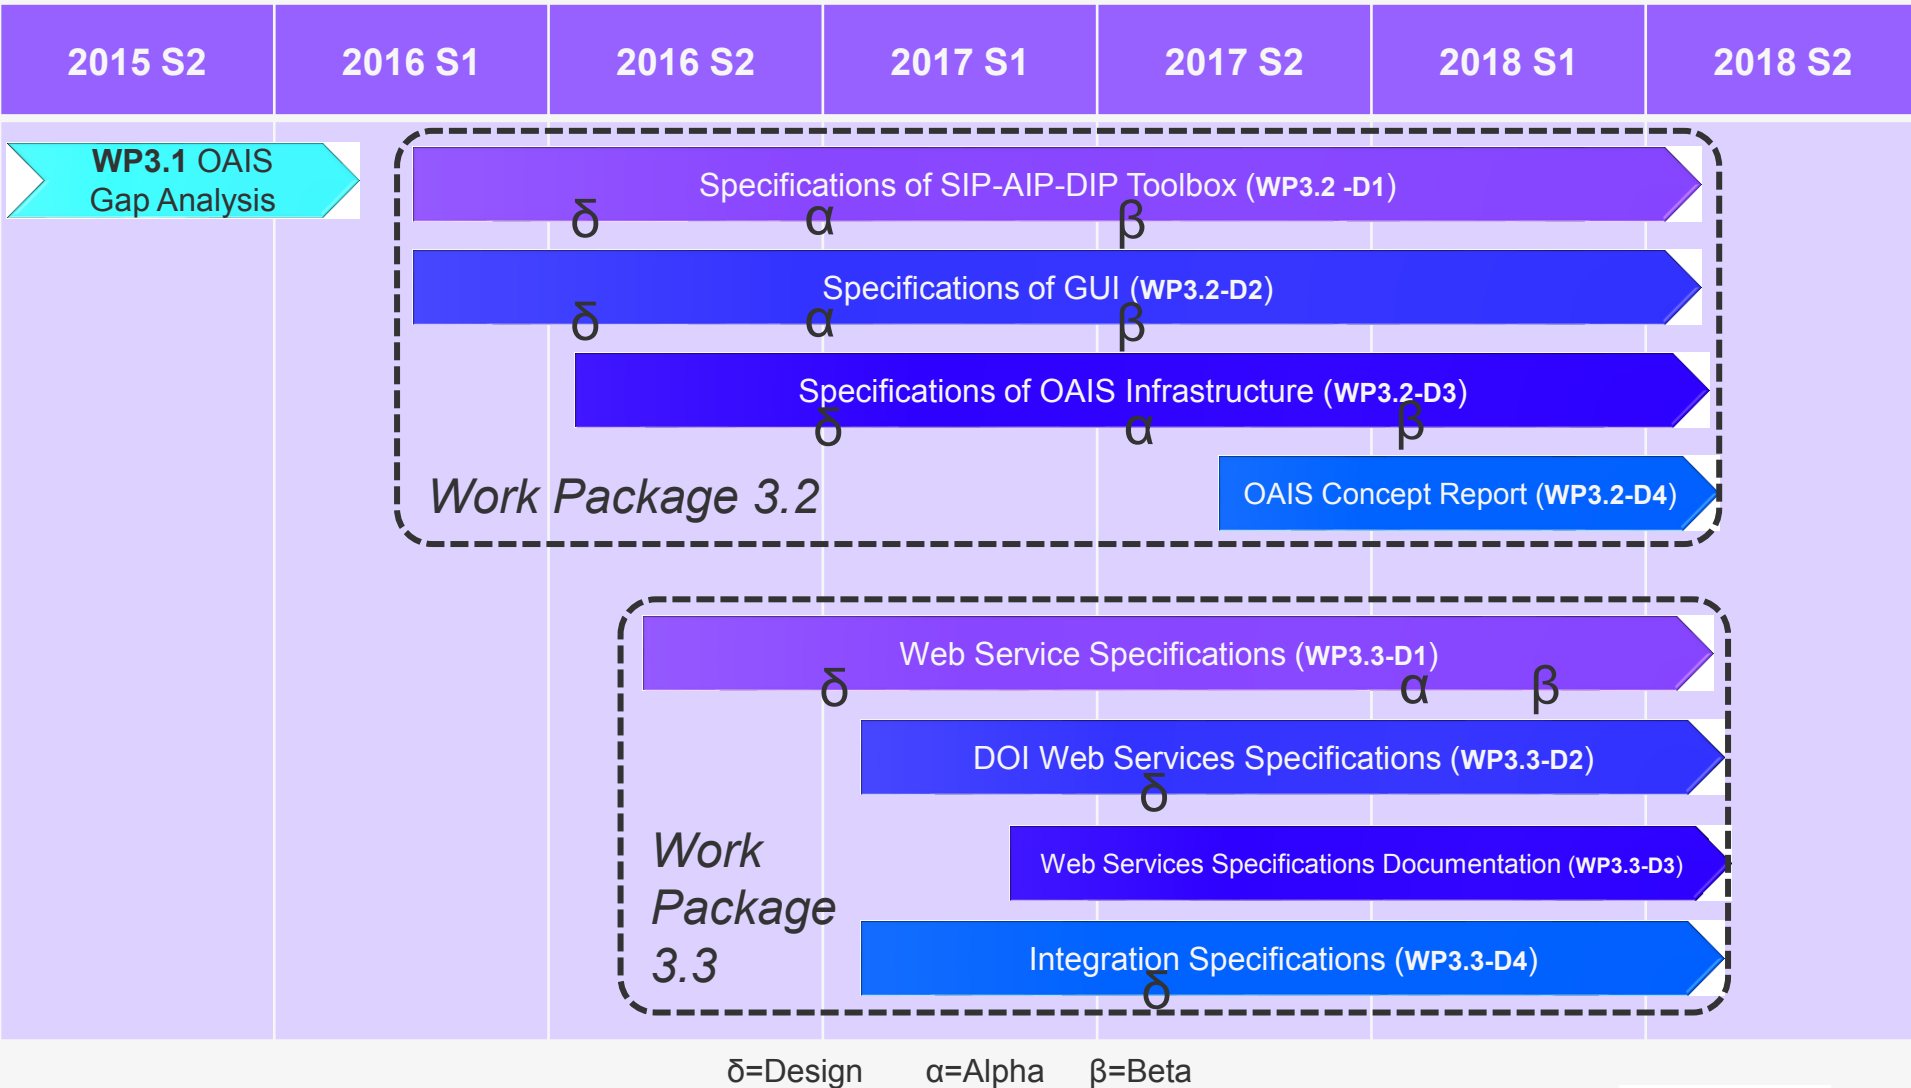 2015 S2 2016 S1 2016 S2 2017 S1 2017 S2 2018 S1 2018 S2
WP3.1 OAIS
Gap Analysis
Specifications of SIP-AIP-DIP Toolbox (WP3.2 -D1)
δ α β
Specifications of GUI (WP3.2-D2)
δ α β
Specifications of OAIS Infrastructure (WP3.2-D3)
δ α β
Work Package 3.2
OAIS Concept Report (WP3.2-D4)
Web Service Specifications (WP3.3-D1)
δ α β
DOI Web Services Specifications (WP3.3-D2)
δ
Work
Package
3.3
Web Services Specifications Documentation (WP3.3-D3)
Integration Specifications (WP3.3-D4)
δ
δ=Design α=Alpha β=Beta